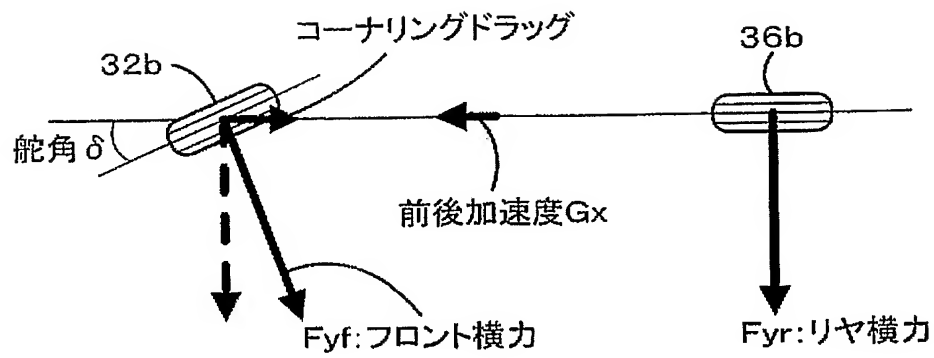 コーナリングドラッグ
32b
36b
舵角δ
前後加速度Gx
Fyf:フロント横力
Fyr:リヤ横力